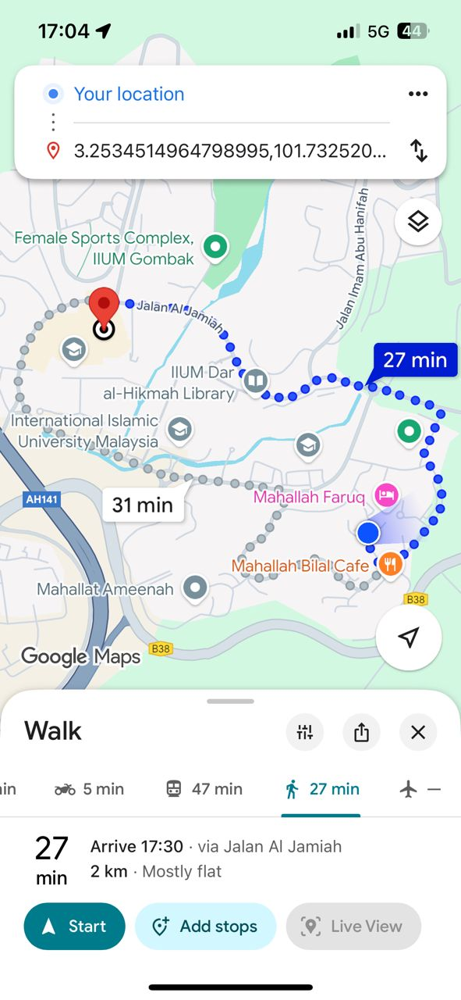 17:04
5G
44
Your location
3.2534514964798995,101.732520...
Female Sports Complex,
IIUM Gombak
Jalan Imam Abu Hanifah
Jalan Al Jamiah
27 min
IIUM Dar
al-Hikmah Library
International Islamic
University Malaysia
AH141
31 min
Mahallah Faruq
Mahallah Bilal Cafe
Mahallat Ameenah
B38
B38
Google Maps
Walk
in
5 min
47 min
27 min
—
27
min
Arrive 17:30 · via Jalan Al Jamiah
2 km · Mostly flat
Start
Add stops
Live View